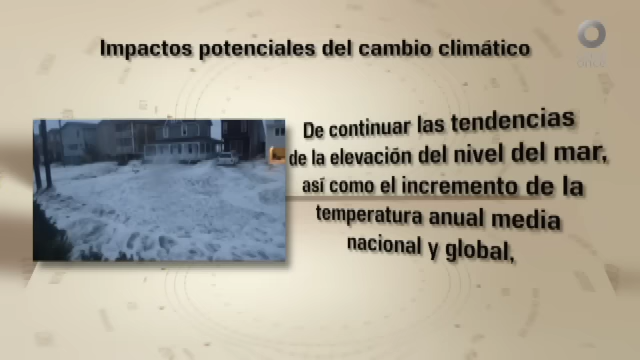 Impactos potenciales del cambio climático
De continuar las tendencias
de la elevación del nivel del mar,
así como el incremento de la
temperatura anual media
nacional y global,